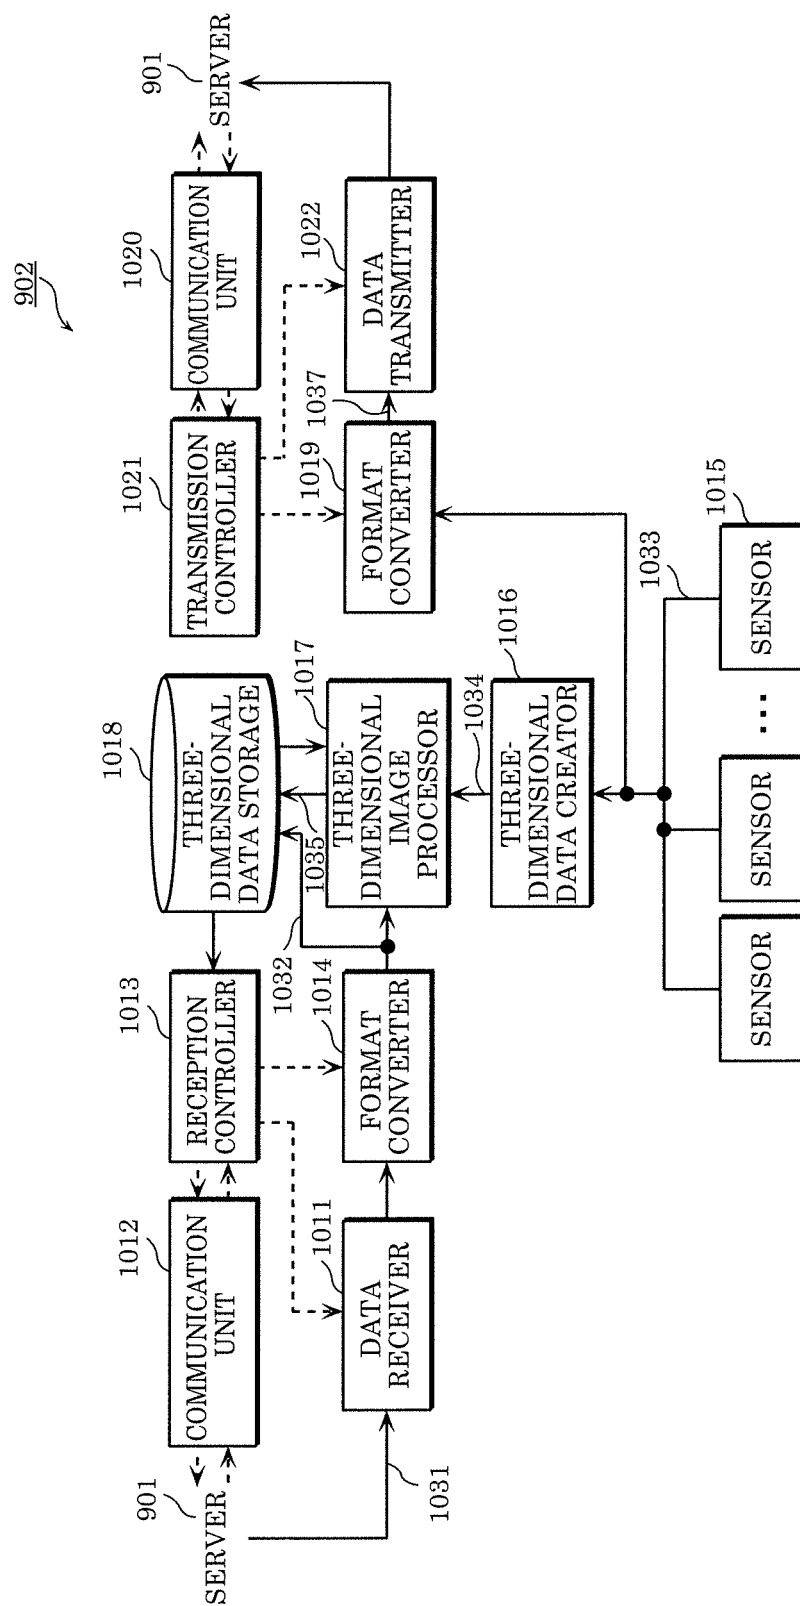 902
901
SERVER
1031
1012
COMMUNICATION
UNIT
1011
DATA
RECEIVER
1013
RECEPTION
CONTROLLER
1014
FORMAT
CONVERTER
1032
1018
THREE-
DIMENSIONAL
DATA STORAGE
1035
1017
THREE-
DIMENSIONAL
IMAGE
PROCESSOR
1034
1016
THREE-
DIMENSIONAL
DATA CREATOR
1021
TRANSMISSION
CONTROLLER
1019
FORMAT
CONVERTER
1037
1020
COMMUNICATION
UNIT
1022
DATA
TRANSMITTER
901
SERVER
1033
1015
SENSOR
SENSOR
...
SENSOR